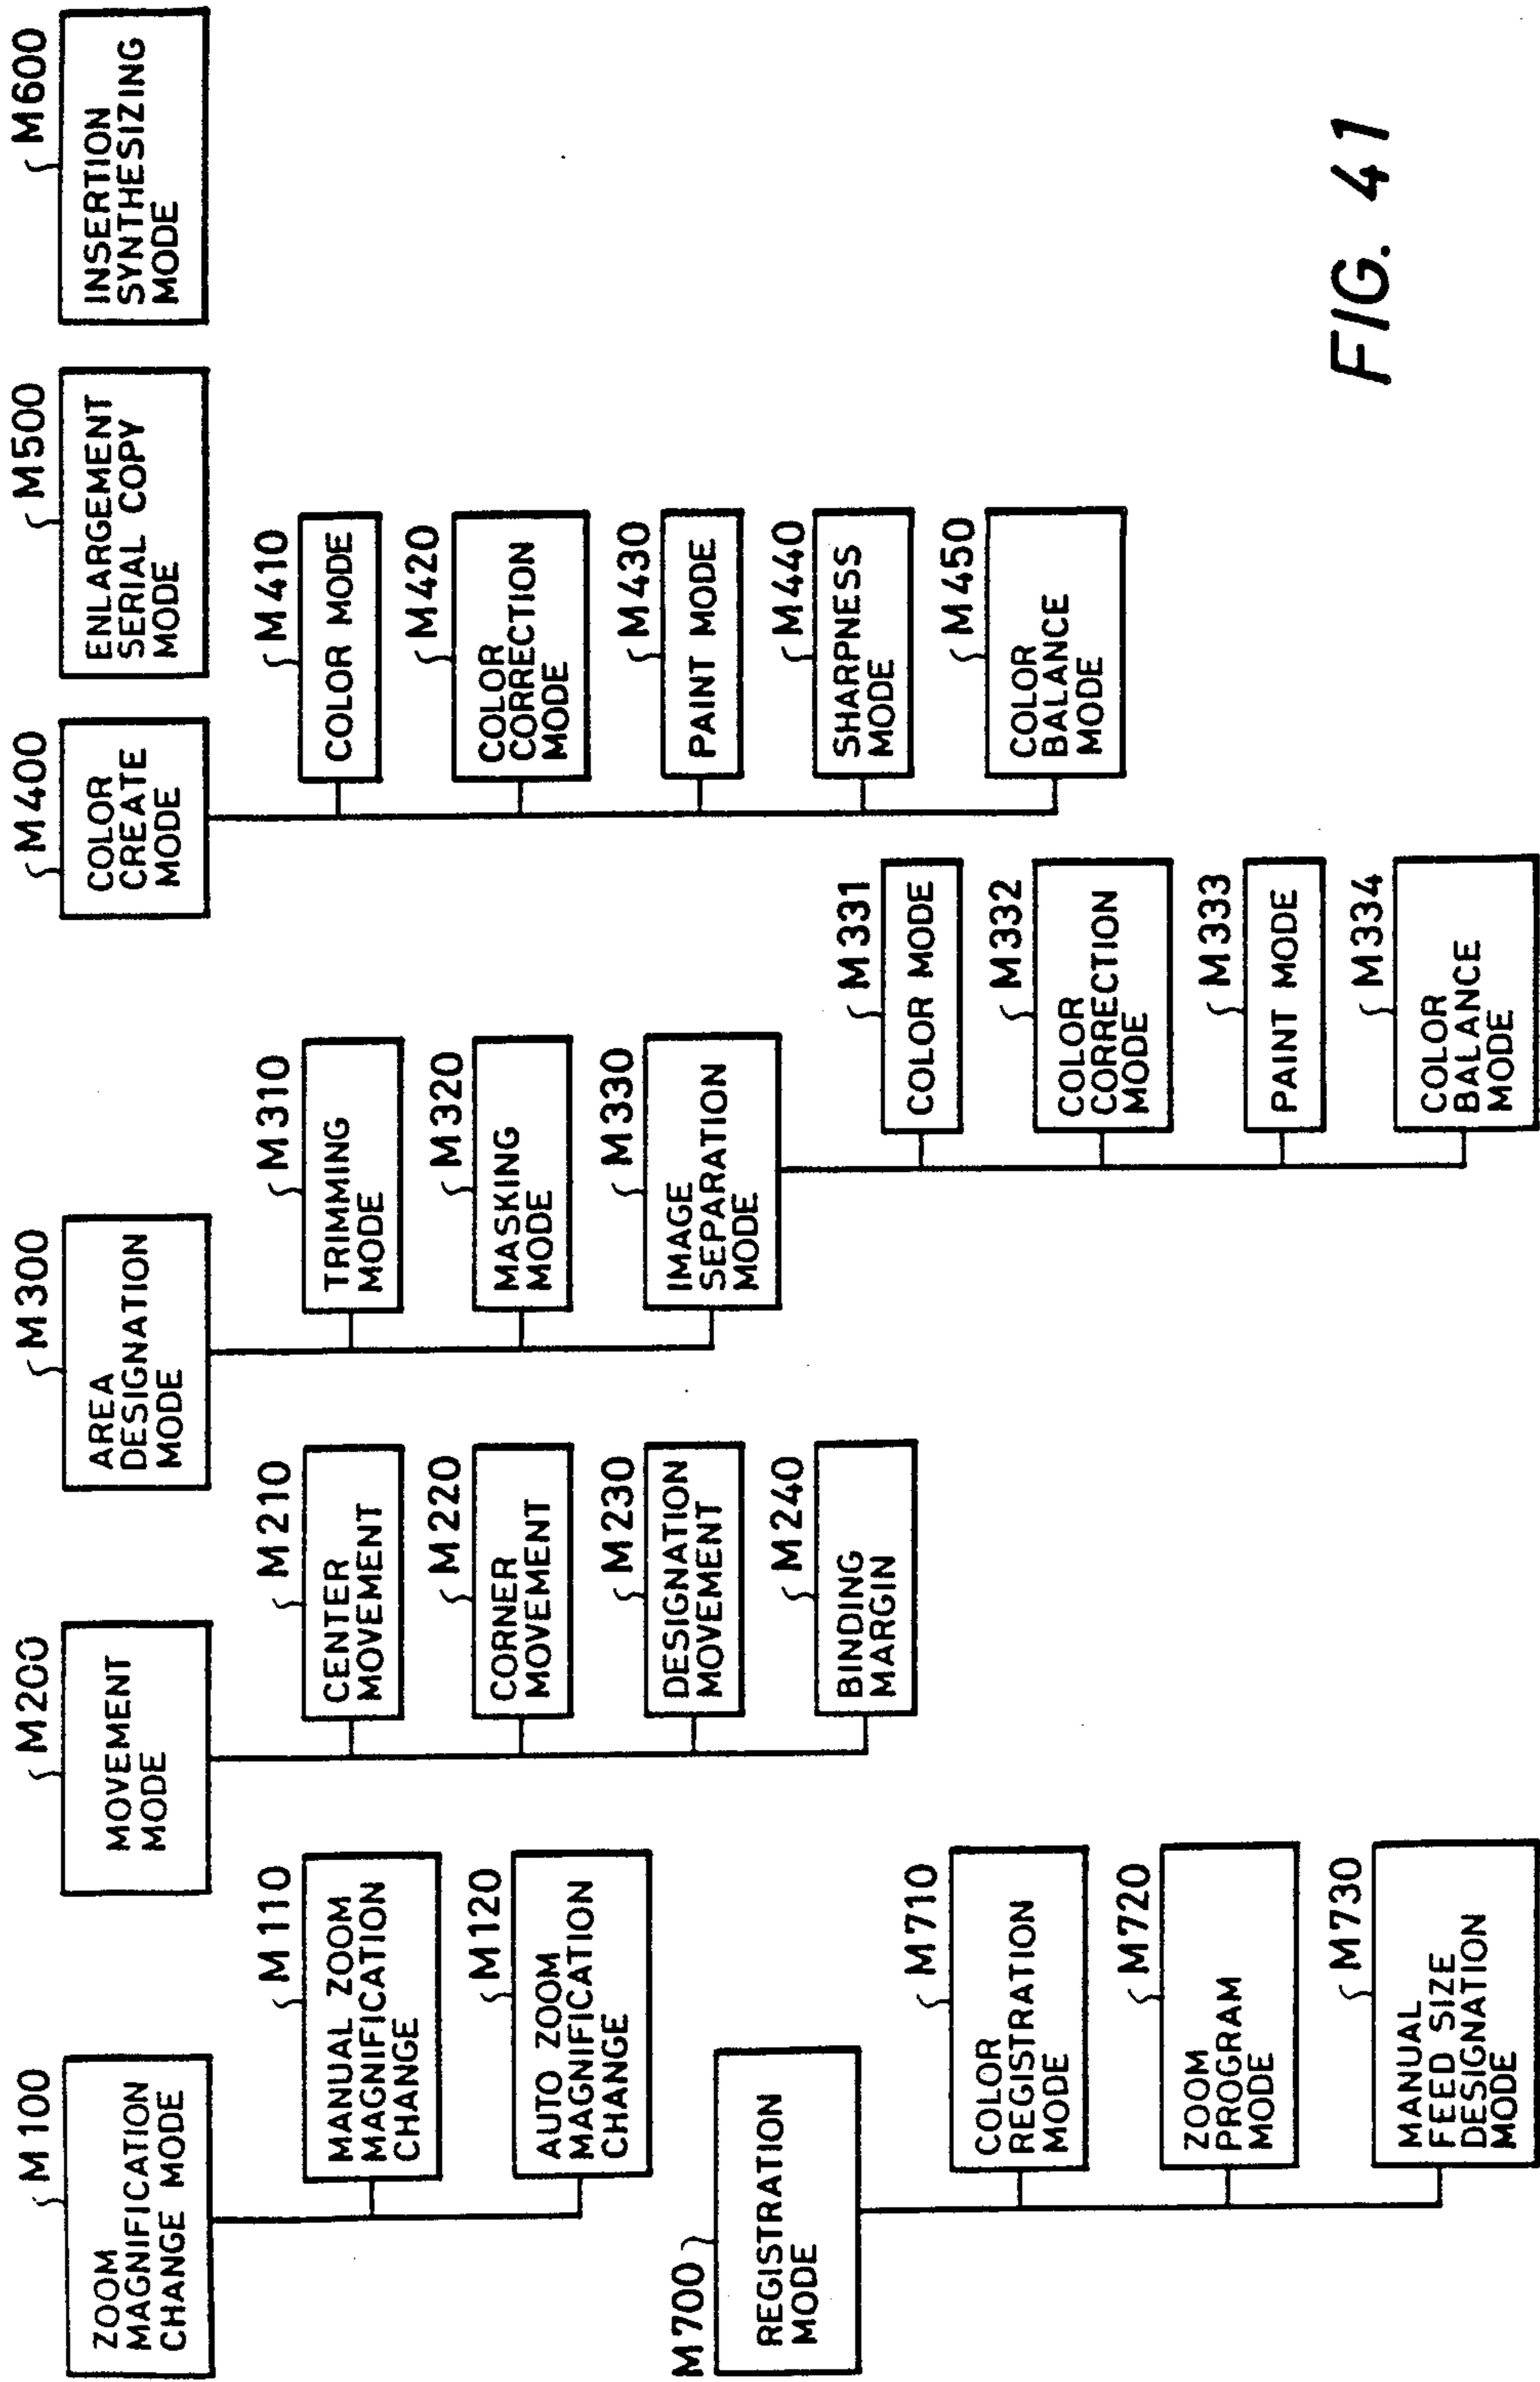 M100
ZOOM
MAGNIFICATION
CHANGE MODE
M110
MANUAL ZOOM
MAGNIFICATION
CHANGE
M120
AUTO ZOOM
MAGNIFICATION
CHANGE
M200
MOVEMENT
MODE
M210
CENTER
MOVEMENT
M220
CORNER
MOVEMENT
M230
DESIGNATION
MOVEMENT
M240
BINDING
MARGIN
M300
AREA
DESIGNATION
MODE
M310
TRIMMING
MODE
M320
MASKING
MODE
M330
IMAGE
SEPARATION
MODE
M331
COLOR MODE
M332
COLOR
CORRECTION
MODE
M333
PAINT MODE
M334
COLOR
BALANCE
MODE
M400
COLOR
CREATE
MODE
M410
COLOR MODE
M420
COLOR
CORRECTION
MODE
M430
PAINT MODE
M440
SHARPNESS
MODE
M450
COLOR
BALANCE
MODE
M500
ENLARGEMENT
SERIAL COPY
MODE
M600
INSERTION
SYNTHESIZING
MODE
M700
REGISTRATION
MODE
M710
COLOR
REGISTRATION
MODE
M720
ZOOM
PROGRAM
MODE
M730
MANUAL
FEED SIZE
DESIGNATION
MODE
FIG. 41